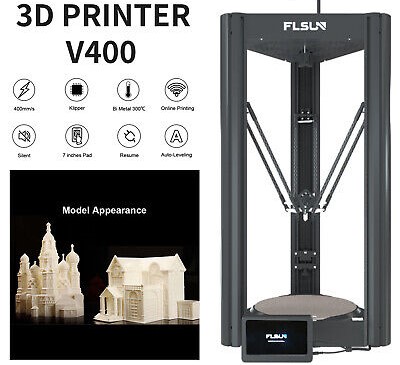 3D PRINTER
V400
400mm/s
Klipper
Bi Metal 300℃
Online Printing
Silent
7 inches Pad
Resume
Auto-Leveling
Model Appearance
FLSUN
FLSUN